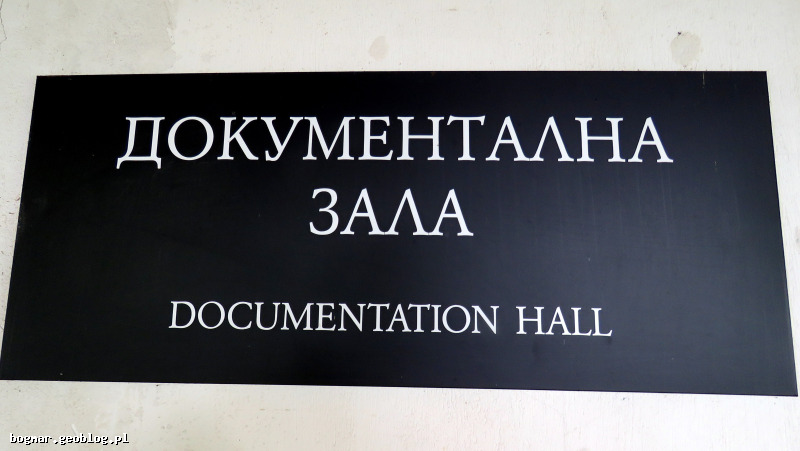 ДОКУМЕНТАЛНА
ЗАЛА
DOCUMENTATION HALL
bognar.geoblog.pl